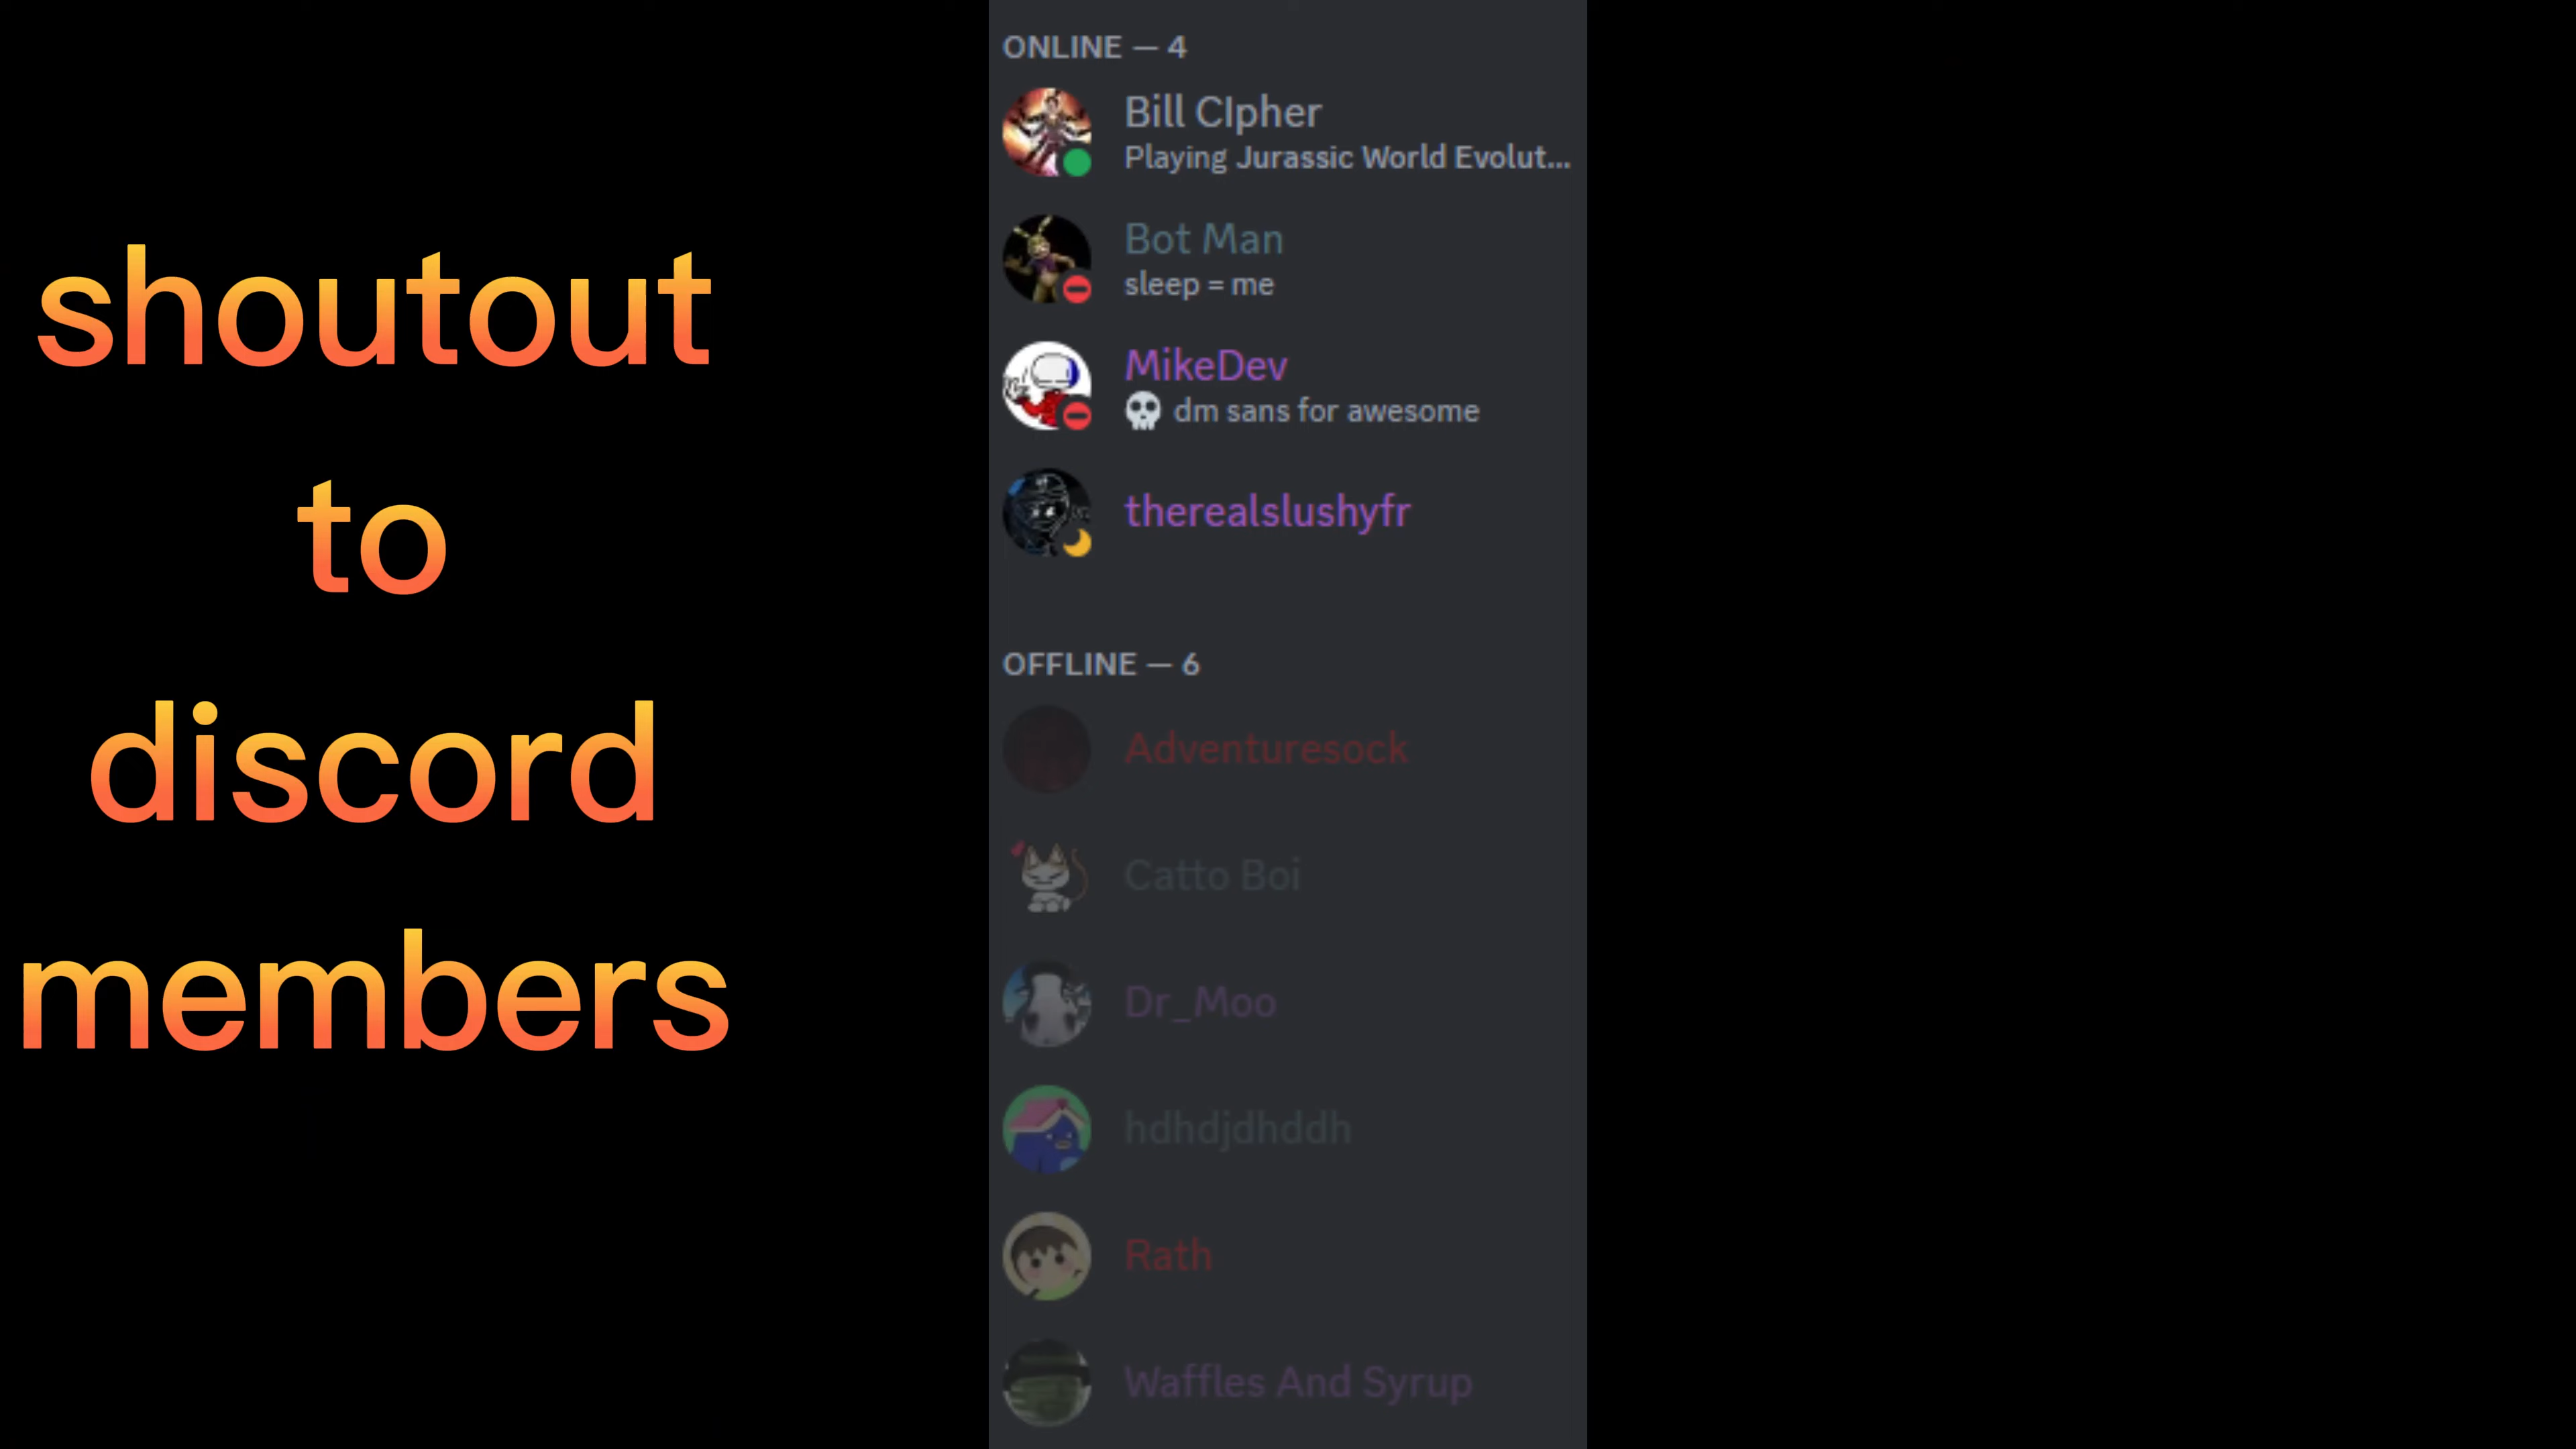 shoutout
to
discord
members
ONLINE — 4
Bill CIpher
Playing Jurassic World Evolut...
Bot Man
sleep = me
MikeDev
💀 dm sans for awesome
therealslushyfr
OFFLINE — 6
Adventuresock
Catto Boi
Dr_Moo
hdhdjdhddh
Rath
Waffles And Syrup